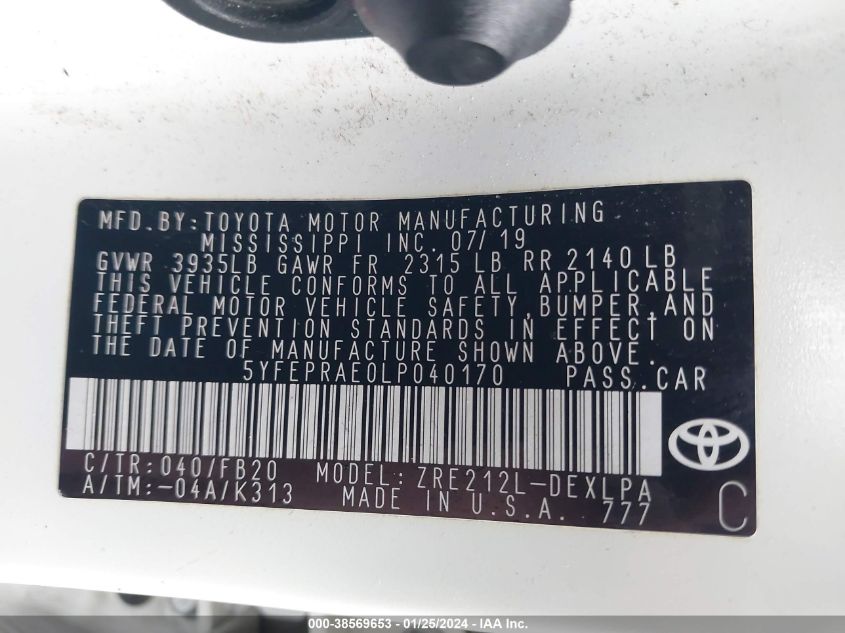 MFD.BY:TOYOTA MOTOR MANUFACTURING
MISSISSIPPI INC. 07/19
GVWR 3935LB GAWR FR 2315 LB RR 2140 LB
THIS VEHICLE CONFORMS TO ALL APPLICABLE
FEDERAL MOTOR VEHICLE SAFETY,BUMPER,AND
THEFT PREVENTION STANDARDS IN EFFECT ON
THE DATE OF MANUFACTURE SHOWN ABOVE.
5YFEPRAE0LP040170 PASS.CAR
C/TR:040/FB20 MODEL:ZRE212L-DEXLPA
A/TM:-04A/K313 MADE IN U.S.A. 777
C
000-38569653 - 01/25/2024 - IAA Inc.